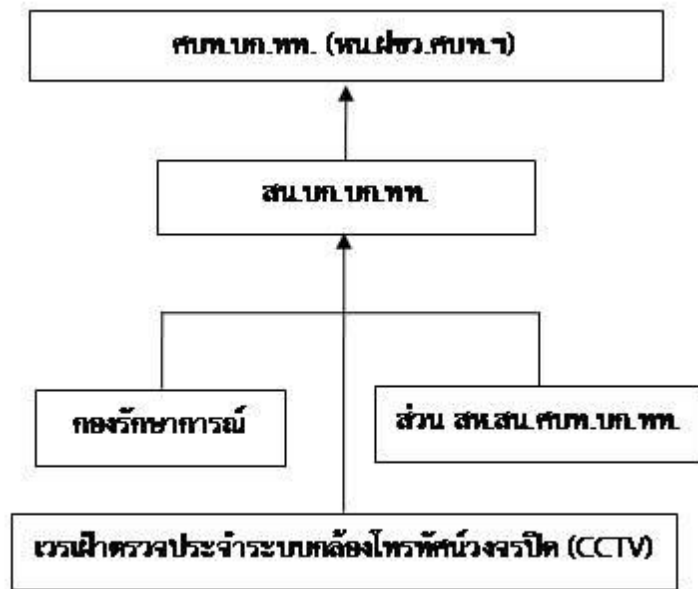 ศบท.บก.ทท. (หน.ฝขว.ศบท.ฯ)
สน.บก.บก.ทท.
กองรักษาการณ์
ส่วน สห.สน.ศบท.บก.ทท.
เวรเฝ้าตรวจประจำระบบกล้องโทรทัศน์วงจรปิด (CCTV)